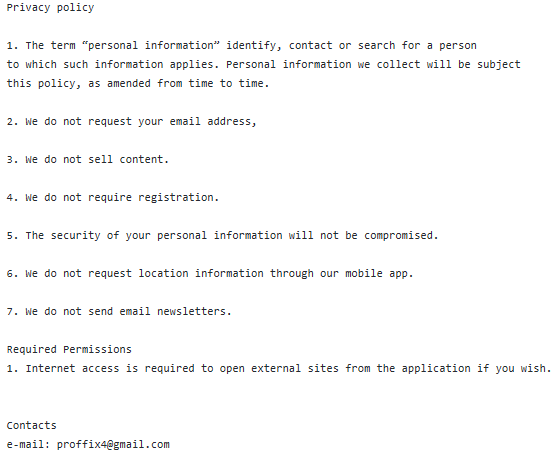 Privacy policy
1. The term “personal information” identify, contact or search for a person
to which such information applies. Personal information we collect will be subject
this policy, as amended from time to time.
2. We do not request your email address,
3. We do not sell content.
4. We do not require registration.
5. The security of your personal information will not be compromised.
6. We do not request location information through our mobile app.
7. We do not send email newsletters.
Required Permissions
1. Internet access is required to open external sites from the application if you wish.
Contacts
e-mail: proffix4@gmail.com